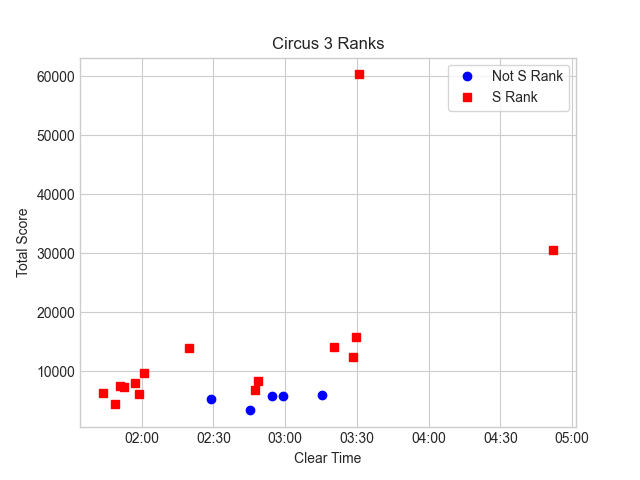 Circus 3 Ranks
Not S Rank
S Rank
60000
50000
40000
30000
20000
10000
Total Score
02:00 02:30 03:00 03:30 04:00 04:30 05:00
Clear Time